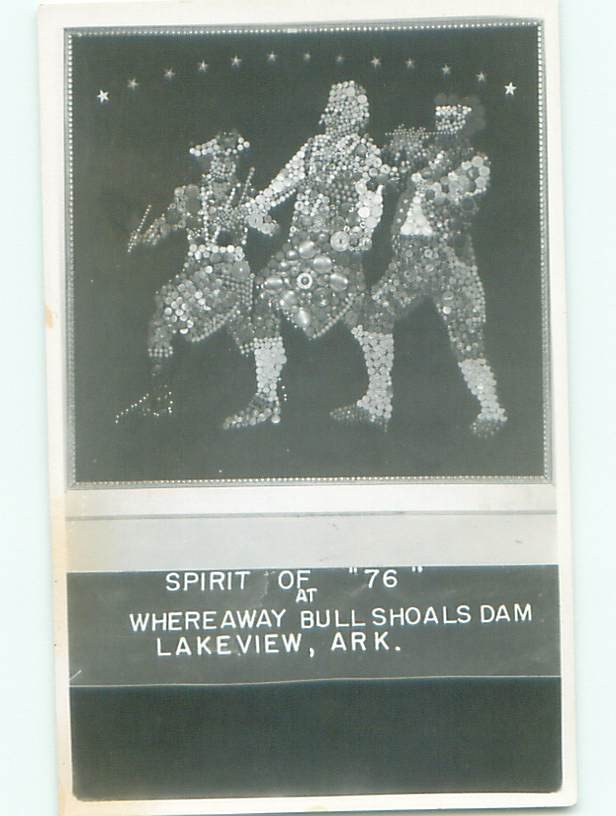 SPIRIT OF "76"
AT
WHEREAWAY BULL SHOALS DAM
LAKEVIEW, ARK.